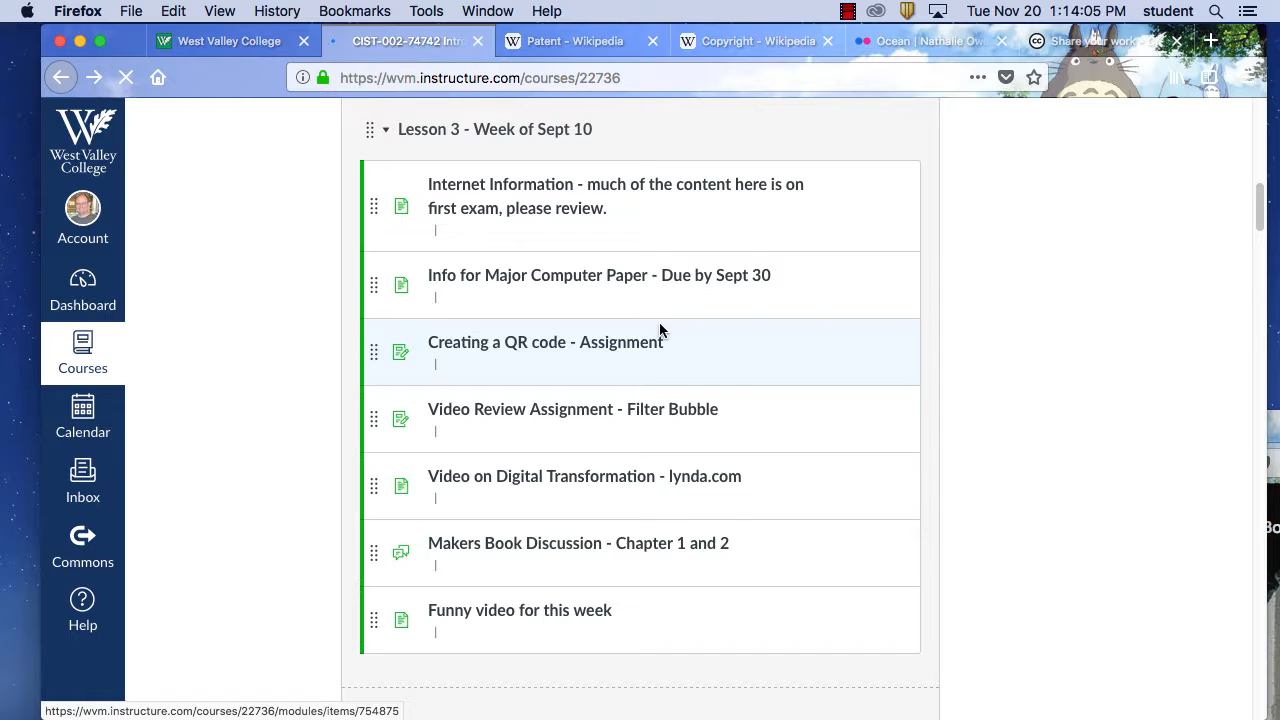 Firefox File Edit View History Bookmarks Tools Window Help Tue Nov 20 1:14:05 PM student
West Valley College CIST-002-74742 Patent - Wikipedia Copyright - Wikipedia Ocean | Nathalie Share your work
https://wvm.instructure.com/courses/22736
West Valley College
Account
Dashboard
Courses
Calendar
Inbox
Commons
Help
Lesson 3 - Week of Sept 10
Internet Information - much of the content here is on
first exam, please review.
|
Info for Major Computer Paper - Due by Sept 30
|
Creating a QR code - Assignment
|
Video Review Assignment - Filter Bubble
|
Video on Digital Transformation - lynda.com
|
Makers Book Discussion - Chapter 1 and 2
|
Funny video for this week
|
https://wvm.instructure.com/courses/22736/modules/items/754875